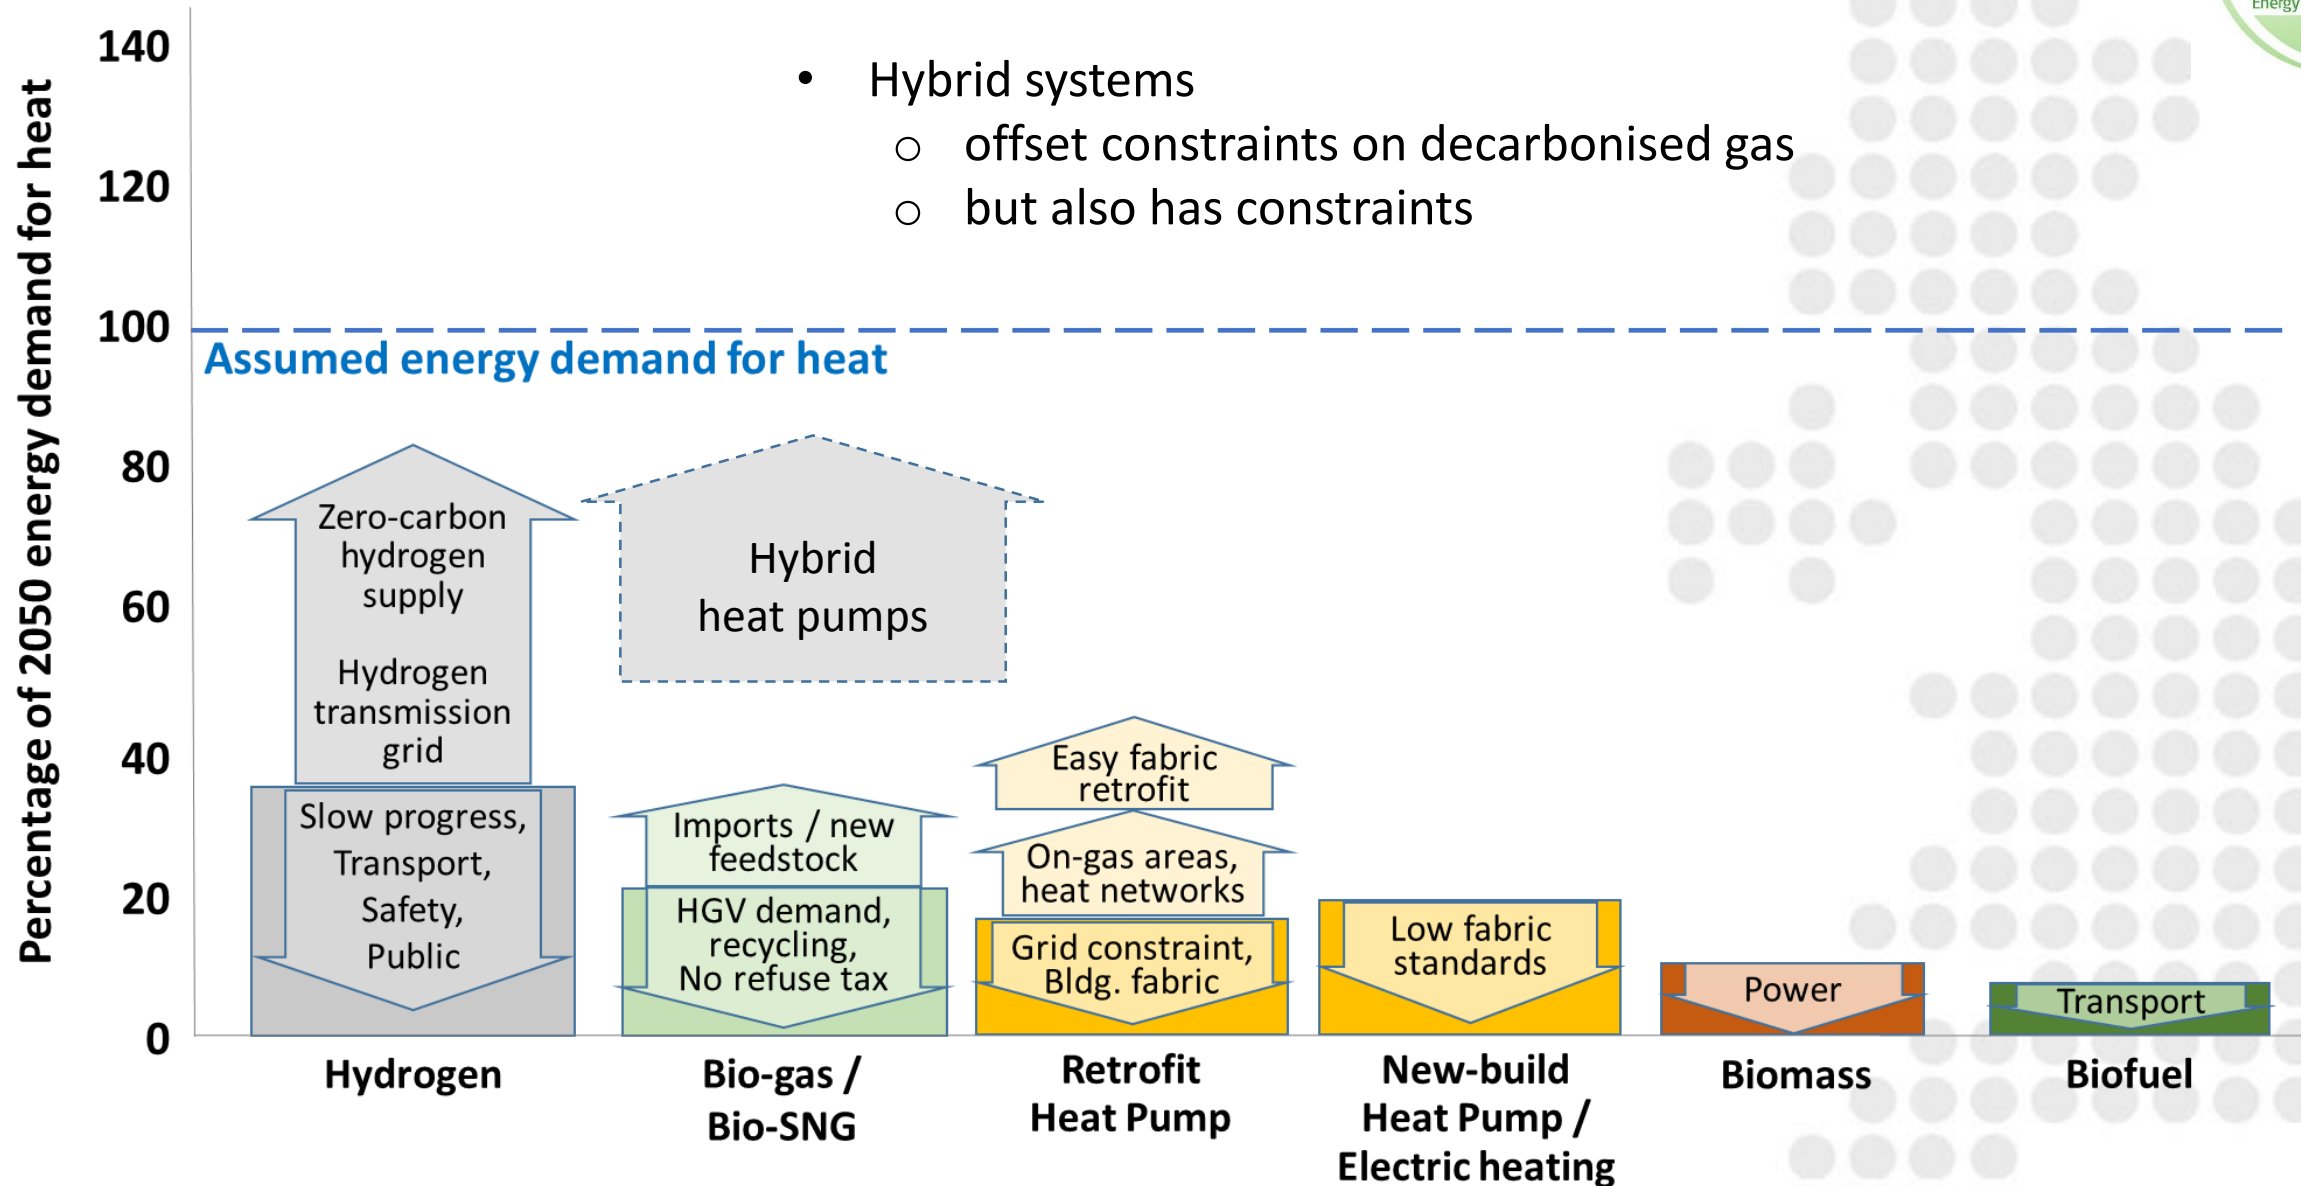 Energy
140
120
100
80
60
40
20
0
Percentage of 2050 energy demand for heat
• Hybrid systems
o offset constraints on decarbonised gas
o but also has constraints
Assumed energy demand for heat
Zero-carbon
hydrogen
supply
Hydrogen
transmission
grid
Slow progress,
Transport,
Safety,
Public
Hybrid
heat pumps
Imports / new
feedstock
HGV demand,
recycling,
No refuse tax
Easy fabric
retrofit
On-gas areas,
heat networks
Grid constraint,
Bldg. fabric
Low fabric
standards
Power
Transport
Hydrogen
Bio-gas /
Bio-SNG
Retrofit
Heat Pump
New-build
Heat Pump /
Electric heating
Biomass
Biofuel